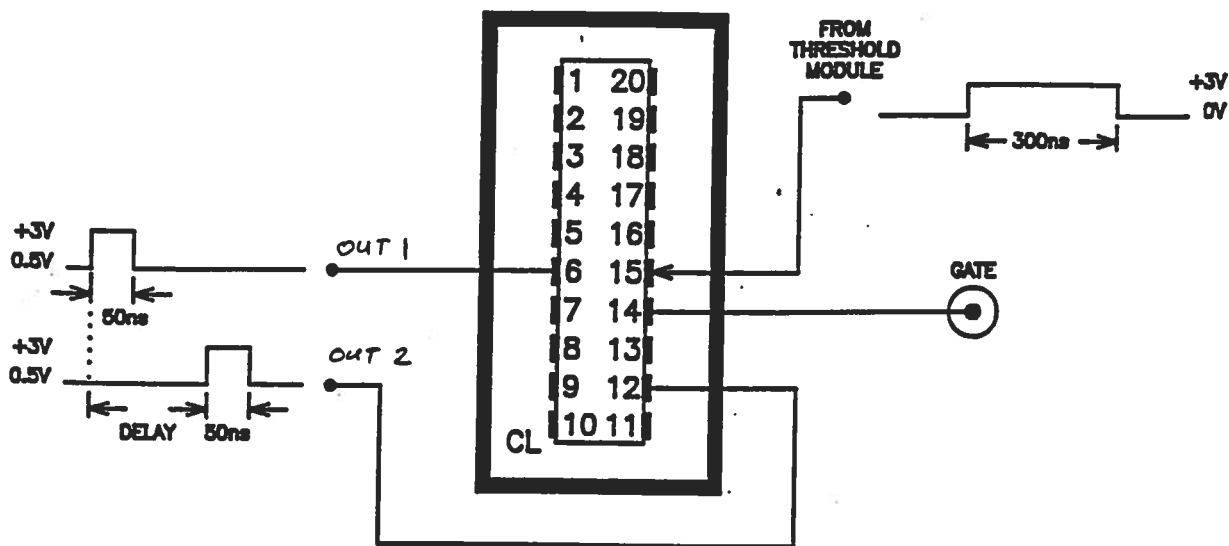 FROM
THRESHOLD
MODULE
+3V
0V
300ns
1 20
2 19
3 18
4 17
5 16
6 15
7 14
8 13
9 12
10 11
CL
+3V
0.5V
50ns
OUT 1
GATE
+3V
0.5V
DELAY
50ns
OUT 2